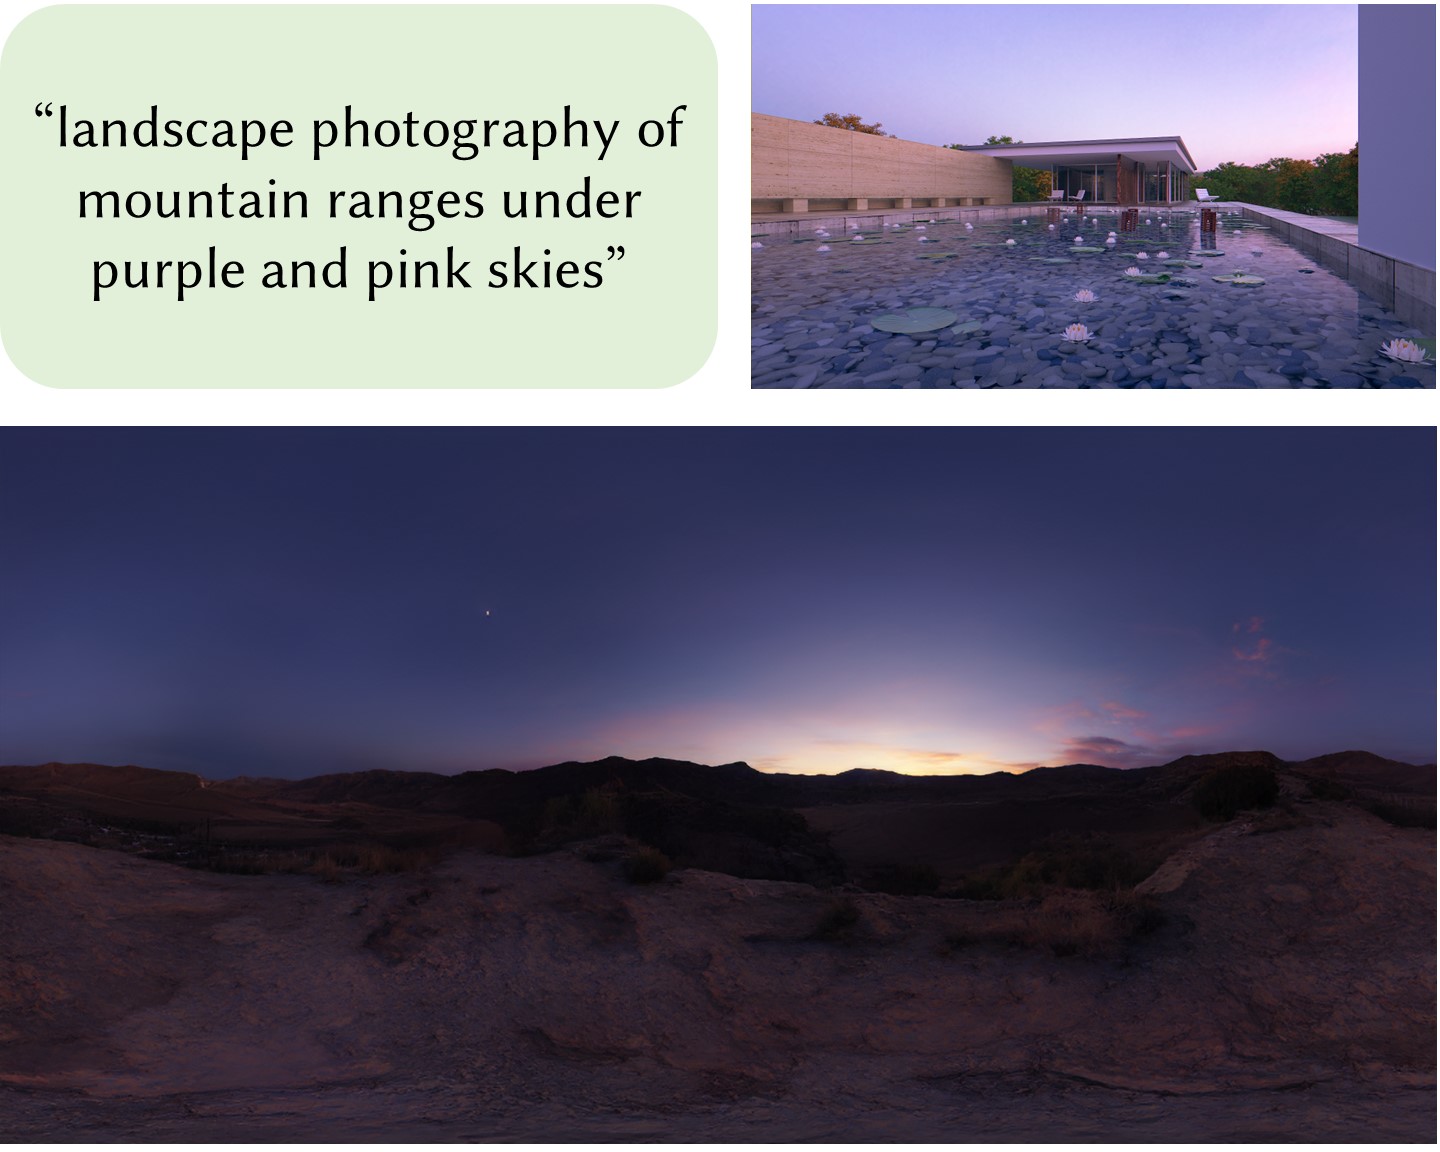 “landscape photography of
mountain ranges under
purple and pink skies”